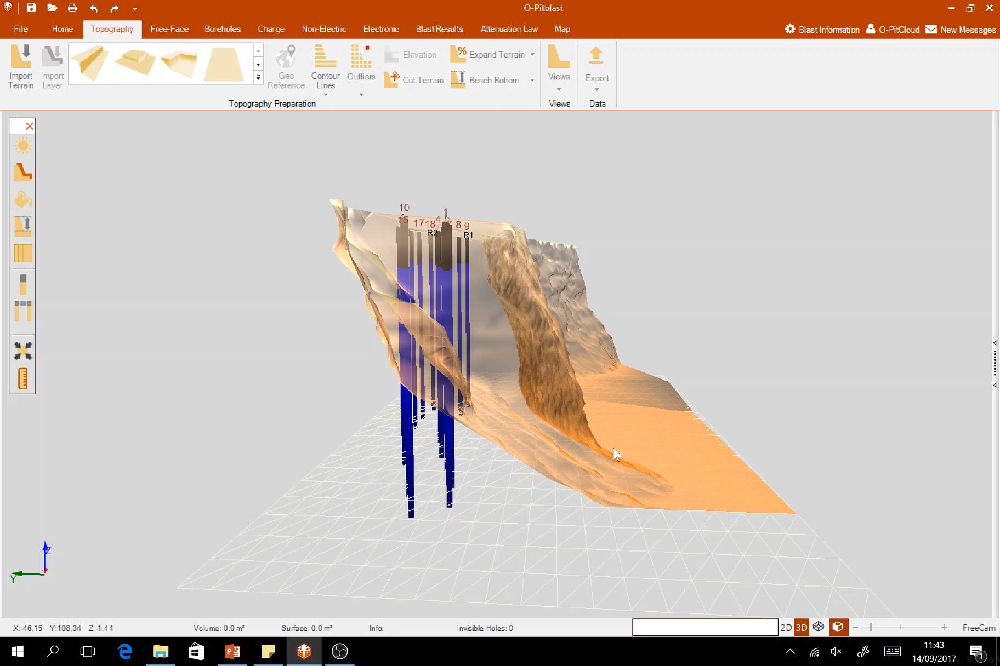 O-Pitblast
File Home Topography Free-Face Boreholes Charge Non-Electric Electronic Blast Results Attenuation Law Map Blast Information O-PitCloud New Messages
Import Terrain
Import Layer
Geo Reference
Contour Lines
Outliers
Elevation
Cut Terrain
% Expand Terrain
Bench Bottom
Views
Export
Topography Preparation Views Data
10 1
15 17 18 4 8 9
R2 R1
Z
Y
X:-46,15 Y:108,34 Z:-1,44 Volume: 0.0 m³ Surface: 0.0 m² Info: Invisible Holes: 0 2D 3D FreeCam
11:43
14/09/2017
1